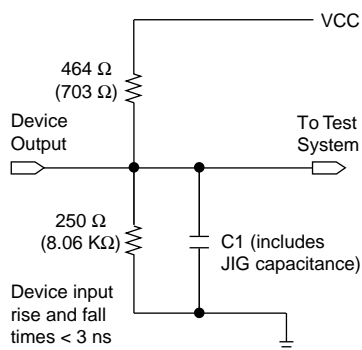 VCC
464 Ω
(703 Ω)
Device
Output
To Test
System
250 Ω
(8.06 KΩ)
C1 (includes
JIG capacitance)
Device input
rise and fall
times < 3 ns